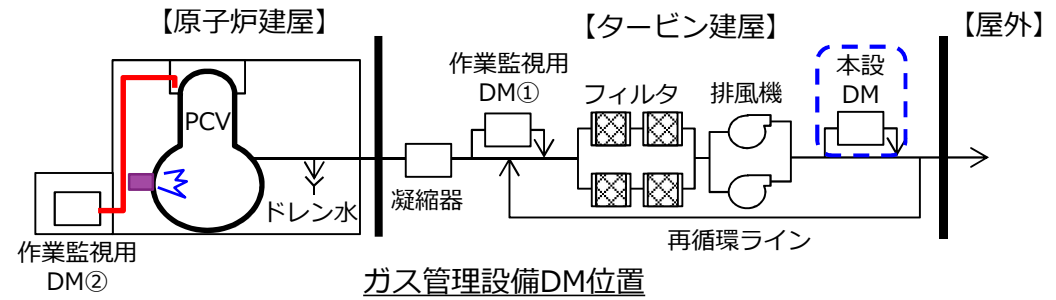 【原子炉建屋】
【タービン建屋】
【屋外】
作業監視用
DM①
フィルタ
排風機
本設
DM
PCV
ドレン水
凝縮器
再循環ライン
作業監視用
DM②
ガス管理設備DM位置